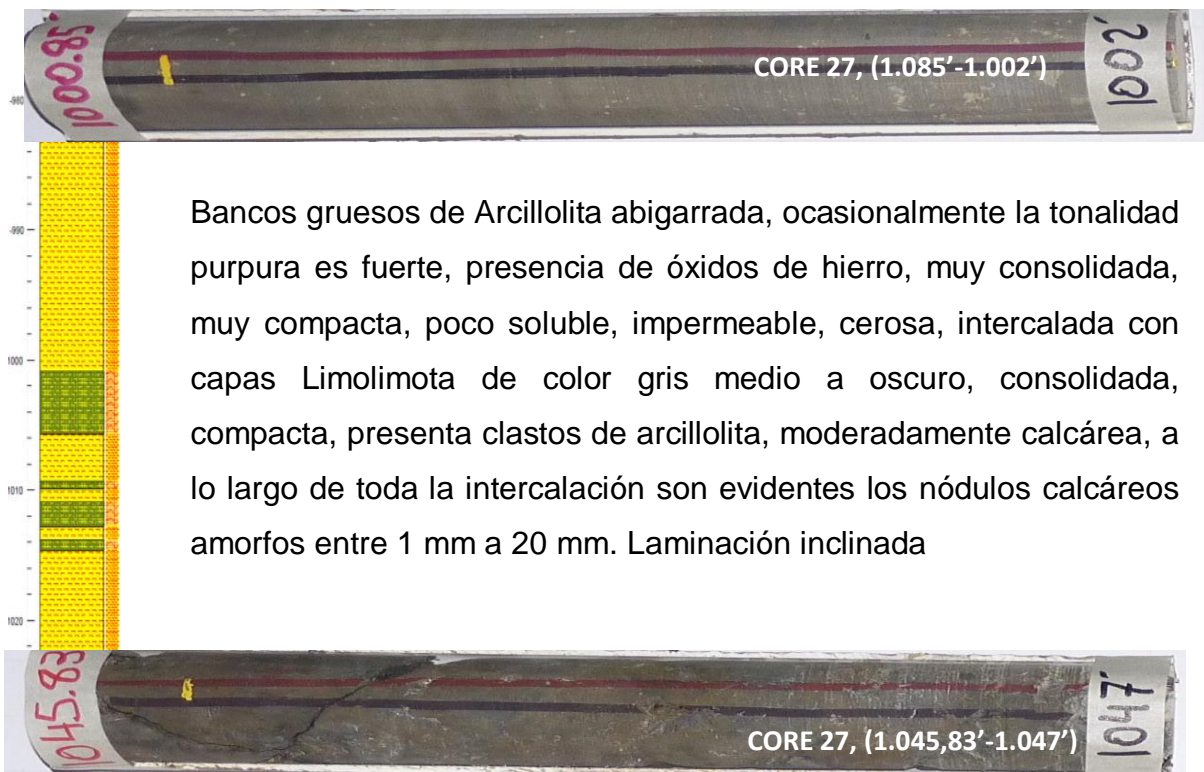 1000.85'
CORE 27, (1.085’-1.002’)
1002'
-980
-990
1000
1010
1020
Bancos gruesos de Arcillolita abigarrada, ocasionalmente la tonalidad
purpura es fuerte, presencia de óxidos de hierro, muy consolidada,
muy compacta, poco soluble, impermeable, cerosa, intercalada con
capas Limolimota de color gris medio a oscuro, consolidada,
compacta, presenta clastos de arcillolita, moderadamente calcárea, a
lo largo de toda la intercalación son evidentes los nódulos calcáreos
amorfos entre 1 mm a 20 mm. Laminación inclinada
1045.83
CORE 27, (1.045,83’-1.047’)
1047'